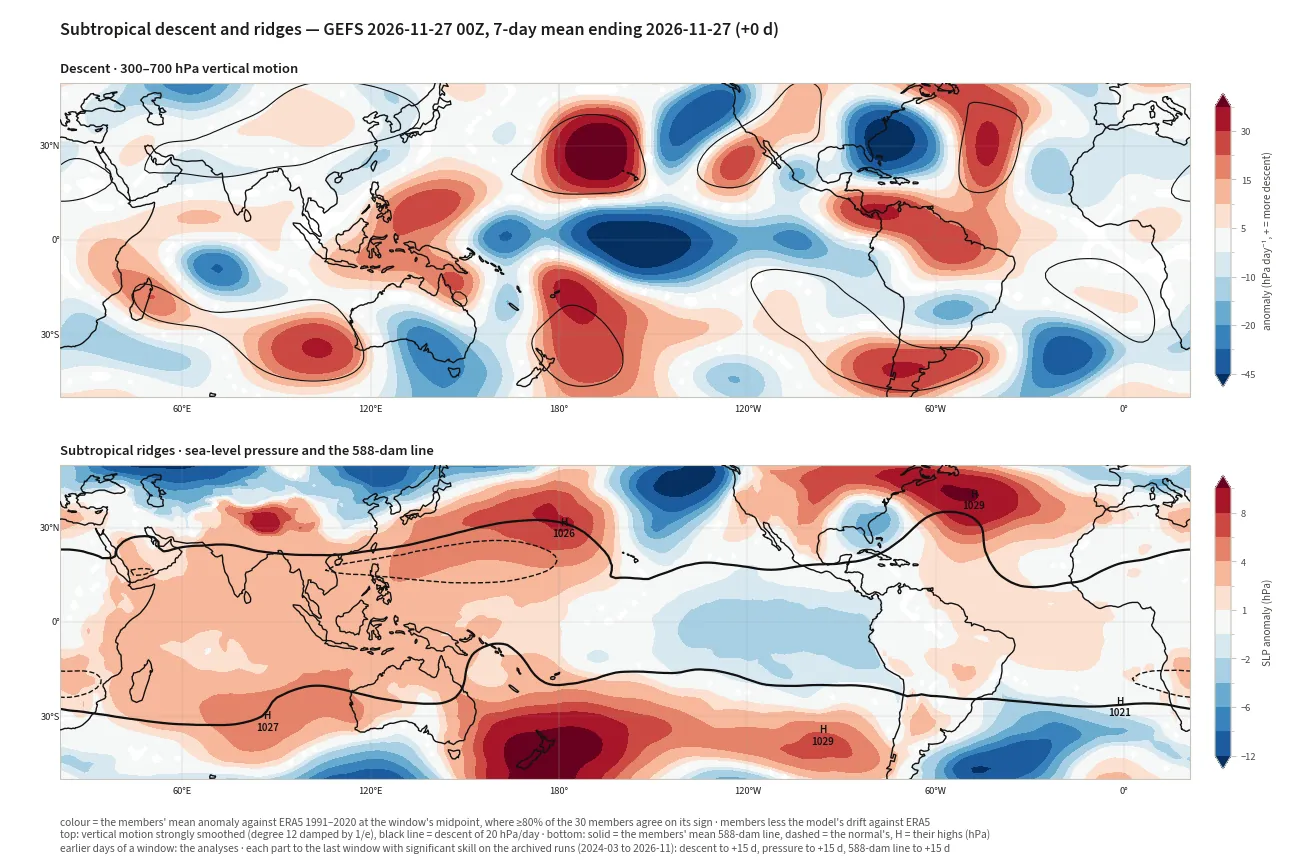 Subtropical descent and ridges — GEFS 2026-11-27 00Z, 7-day mean ending 2026-11-27 (+0 d)
Descent · 300–700 hPa vertical motion
30°N
0°
30°S
60°E
120°E
180°
120°W
60°W
0°
30
15
5
−10
−20
−45
anomaly (hPa day⁻¹, + = more descent)
Subtropical ridges · sea-level pressure and the 588-dam line
30°N
0°
30°S
H
1026
H
1029
H
1027
H
1029
H
1021
60°E
120°E
180°
120°W
60°W
0°
8
4
1
−2
−6
−12
SLP anomaly (hPa)
colour = the members' mean anomaly against ERA5 1991–2020 at the window's midpoint, where ≥80% of the 30 members agree on its sign · members less the model's drift against ERA5
top: vertical motion strongly smoothed (degree 12 damped by 1/e), black line = descent of 20 hPa/day · bottom: solid = the members' mean 588-dam line, dashed = the normal's, H = their highs (hPa)
earlier days of a window: the analyses · each part to the last window with significant skill on the archived runs (2024-03 to 2026-11): descent to +15 d, pressure to +15 d, 588-dam line to +15 d